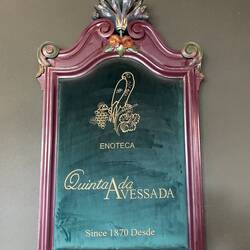 ENOTECA
Quinta da
AVESSADA
Since 1870 Desde